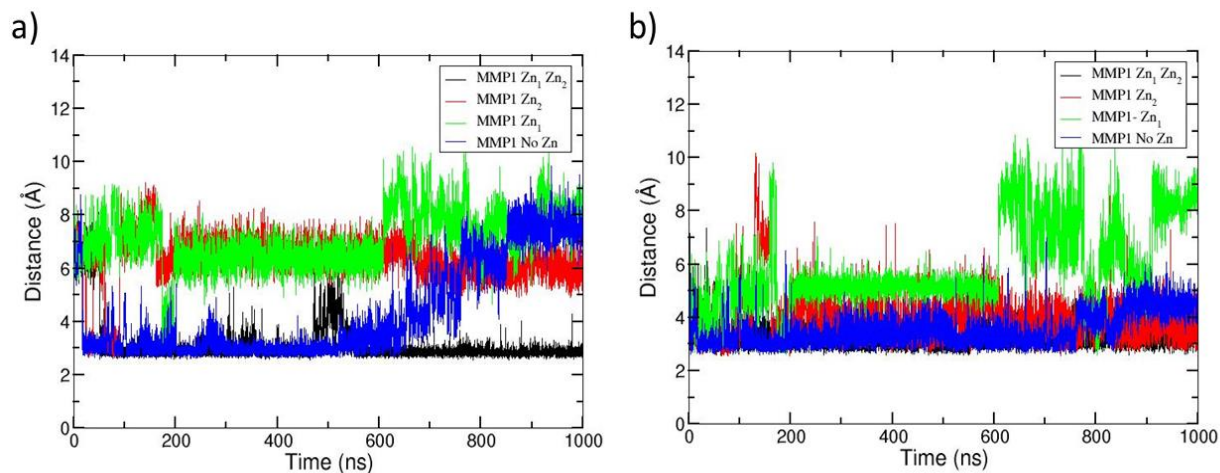 a)
14
12
10
8
6
4
2
0
Distance (Å)
0 200 400 600 800 1000
Time (ns)
MMP1 Zn1 Zn2
MMP1 Zn2
MMP1 Zn1
MMP1 No Zn
b)
14
12
10
8
6
4
2
0
Distance (Å)
0 200 400 600 800 1000
Time (ns)
MMP1 Zn1 Zn2
MMP1 Zn2
MMP1- Zn1
MMP1 No Zn